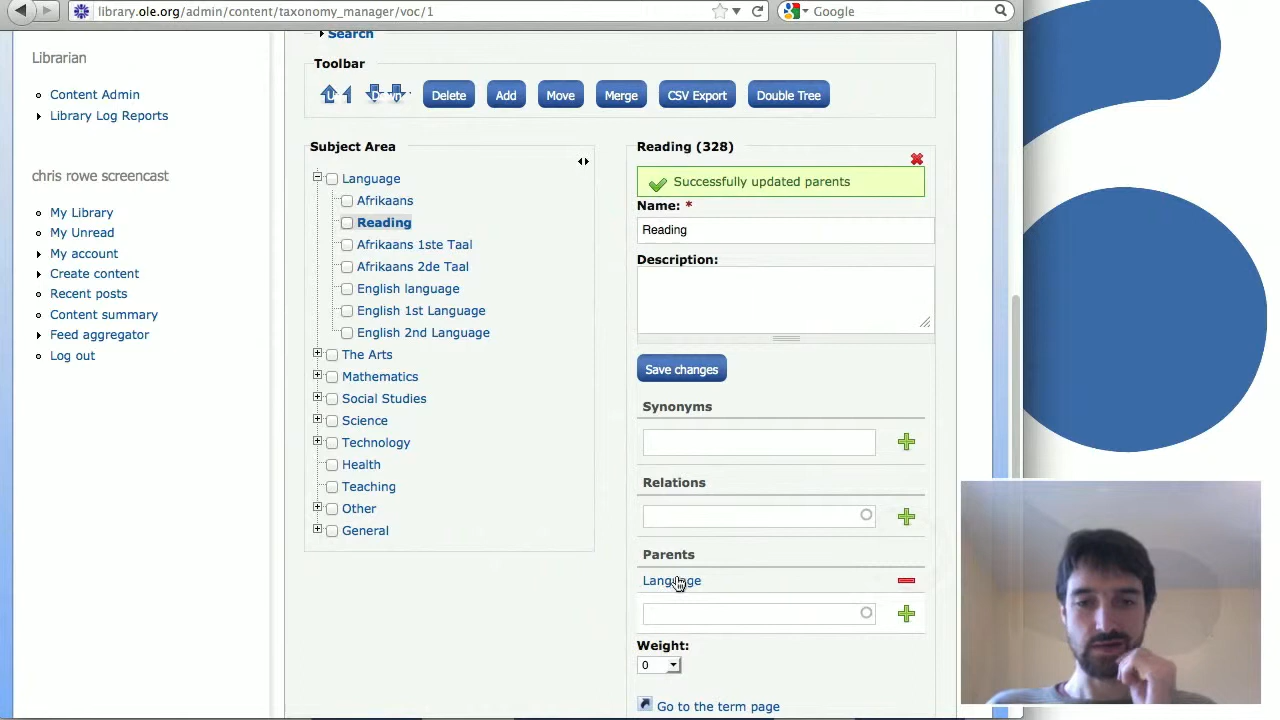 library.ole.org/admin/content/taxonomy_manager/voc/1
Google
Search
Librarian
Content Admin
Library Log Reports
chris rowe screencast
My Library
My Unread
My account
Create content
Recent posts
Content summary
Feed aggregator
Log out
Toolbar
Delete
Add
Move
Merge
CSV Export
Double Tree
Subject Area
Language
Afrikaans
Reading
Afrikaans 1ste Taal
Afrikaans 2de Taal
English language
English 1st Language
English 2nd Language
The Arts
Mathematics
Social Studies
Science
Technology
Health
Teaching
Other
General
Reading (328)
Successfully updated parents
Name: *
Reading
Description:
Save changes
Synonyms
Relations
Parents
Language
Weight:
0
Go to the term page